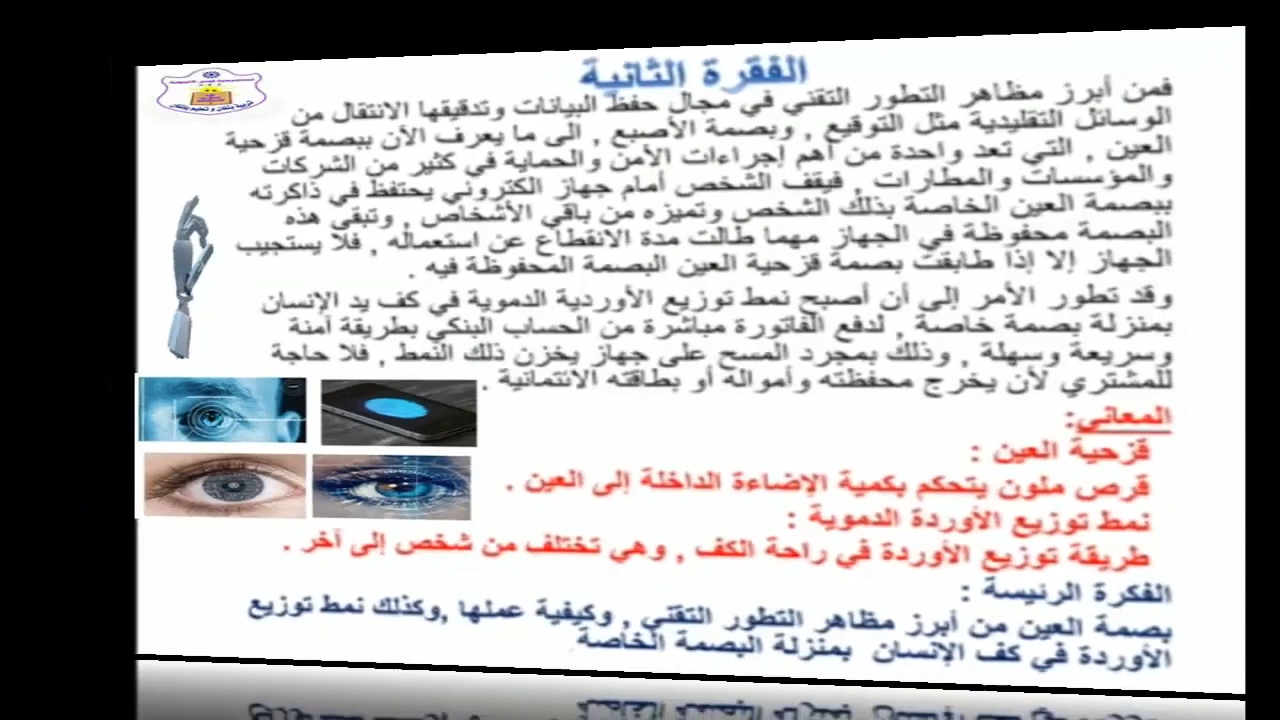 الفقرة الثانية
فمن أبرز مظاهر التطور التقني في مجال حفظ البيانات وتدقيقها الانتقال من
الوسائل التقليدية مثل التوقيع , وبصمة الأصبع , الى ما يعرف الآن ببصمة قزحية
العين , التي تعد واحدة من أهم إجراءات الأمن والحماية في كثير من الشركات
والمؤسسات والمطارات , فيقف الشخص أمام جهاز الكتروني يحتفظ في ذاكرته
ببصمة العين الخاصة بذلك الشخص وتميزه من باقي الأشخاص , وتبقى هذه
البصمة محفوظة في الجهاز مهما طالت مدة الانقطاع عن استعماله , فلا يستجيب
الجهاز إلا إذا طابقت بصمة قزحية العين البصمة المحفوظة فيه .
وقد تطور الأمر إلى أن أصبح نمط توزيع الأوردية الدموية في كف يد الإنسان
بمنزلة بصمة خاصة , لدفع الفاتورة مباشرة من الحساب البنكي بطريقة آمنة
وسريعة وسهلة , وذلك بمجرد المسح على جهاز يخزن ذلك النمط , فلا حاجة
للمشتري لأن يخرج محفظته وأمواله أو بطاقته الائتمانية .
المعاني:
قزحية العين :
قرص ملون يتحكم بكمية الإضاءة الداخلة إلى العين .
نمط توزيع الأوردة الدموية :
طريقة توزيع الأوردة في راحة الكف , وهي تختلف من شخص إلى آخر .
الفكرة الرئيسة :
بصمة العين من أبرز مظاهر التطور التقني , وكيفية عملها ,وكذلك نمط توزيع
الأوردة في كف الإنسان بمنزلة البصمة الخاصة